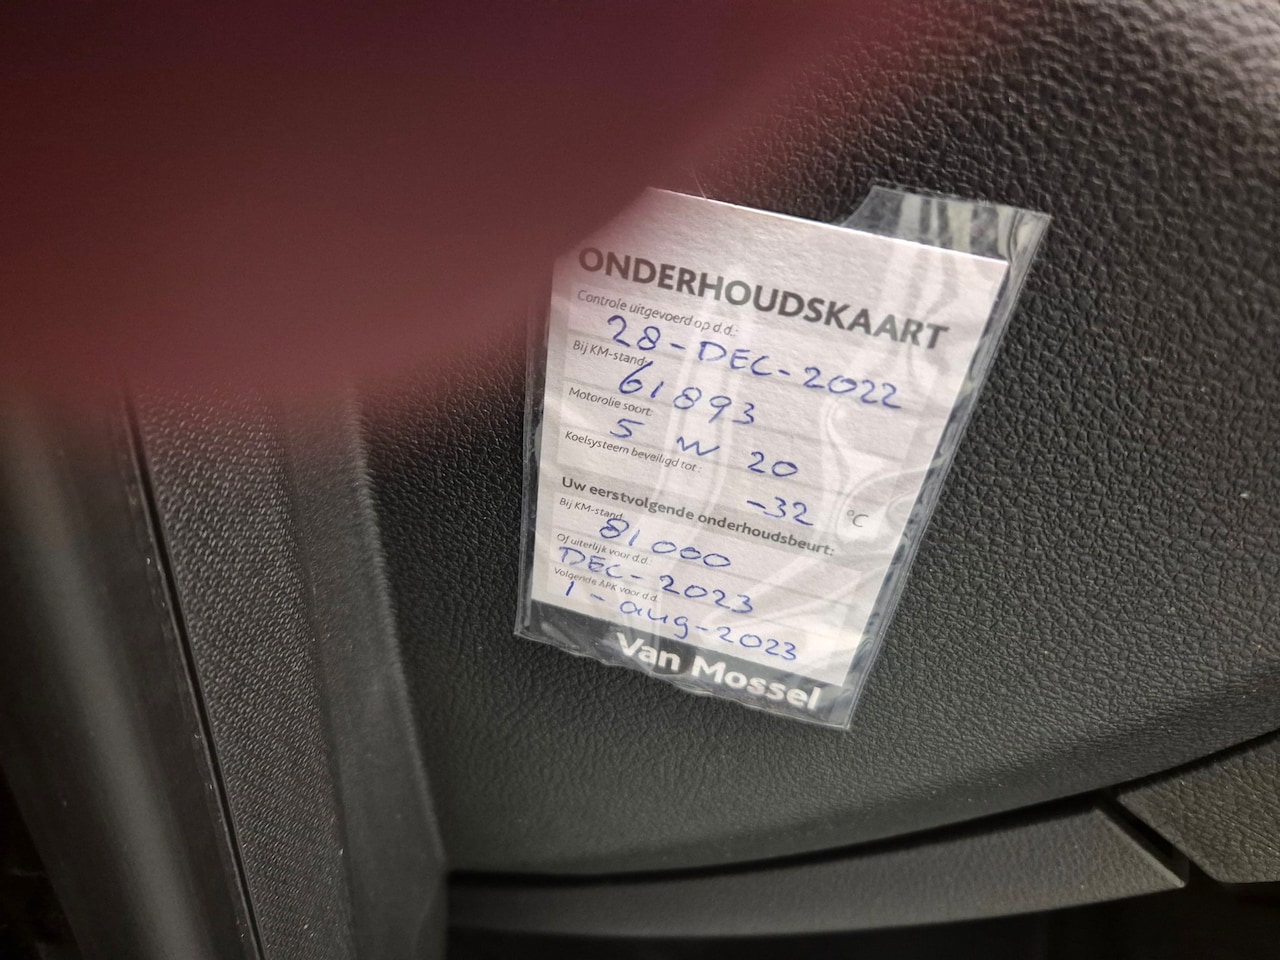 ONDERHOUDSKAART
Controle uitgevoerd op d.d.:
28-DEC-2022
Bij KM-stand:
61893
Motorolie soort:
5 W 20
Koelsysteem beveiligd tot:
-32 °C
Uw eerstvolgende onderhoudsbeurt:
Bij KM-stand:
81000
Of uiterlijk voor d.d.:
DEC-2023
Volgende APK voor d.d.
1-aug-2023
Van Mossel